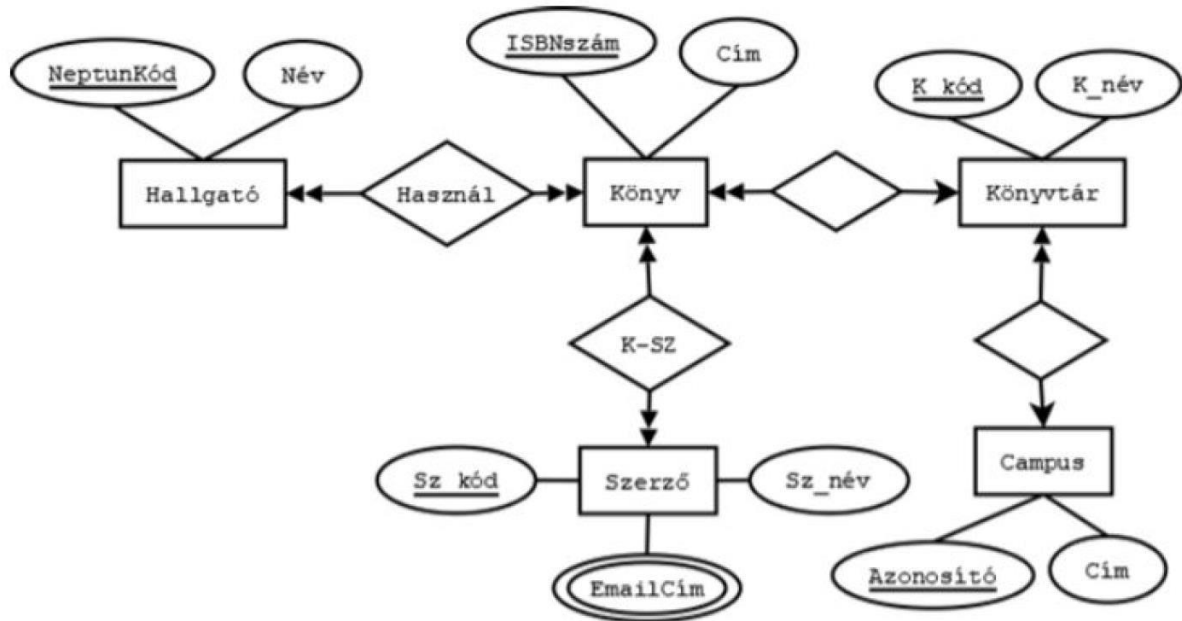 NeptunKód
Név
ISBNszám
Cím
K_kód
K_név
Hallgató
Használ
Könyv
Könyvtár
K-SZ
Sz_kód
Szerző
Sz_név
Campus
EmailCím
Azonosító
Cím